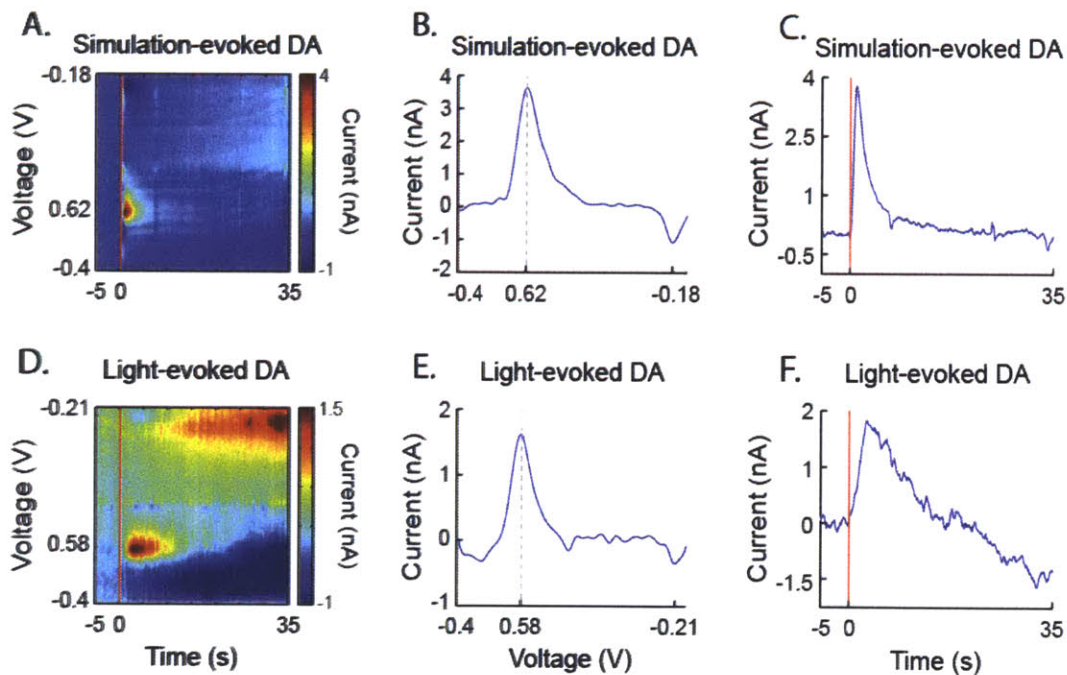 A.
Simulation-evoked DA
-0.18
0.62
-0.4
-5 0 35
Voltage (V)
4
-1
Current (nA)
B.
Simulation-evoked DA
4
3
2
1
0
-1
-2
-0.4 0.62 -0.18
Current (nA)
C.
Simulation-evoked DA
4
2.5
1
-0.5
-5 0 35
Current (nA)
D.
Light-evoked DA
-0.21
0.58
-0.4
-5 0 35
Voltage (V)
Time (s)
1.5
-1
Current (nA)
E.
Light-evoked DA
2
1
0
-1
-0.4 0.58 -0.21
Current (nA)
Voltage (V)
F.
Light-evoked DA
2
1
0
-1.5
-5 0 35
Current (nA)
Time (s)